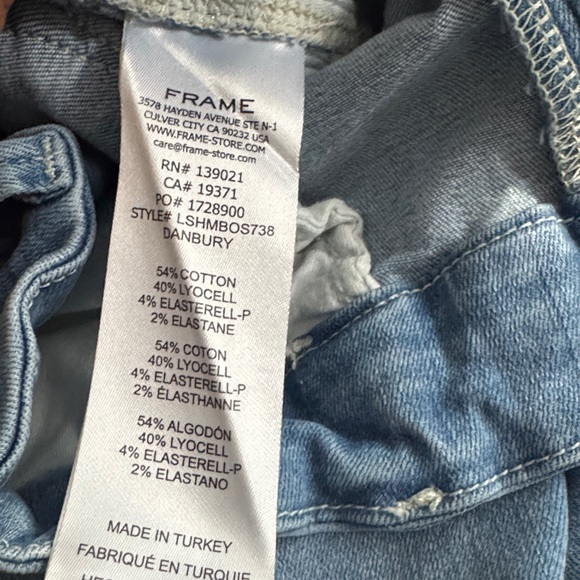 FRAME
3578 HAYDEN AVENUE STE N-1
CULVER CITY CA 90232 USA
WWW.FRAME-STORE.COM
care@frame-store.com
RN# 139021
CA# 19371
PO# 1728900
STYLE# LSHMBOS738
DANBURY
54% COTTON
40% LYOCELL
4% ELASTERELL-P
2% ELASTANE
54% COTON
40% LYOCELL
4% ELASTERELL-P
2% ÉLASTHANNE
54% ALGODÓN
40% LYOCELL
4% ELASTERELL-P
2% ELASTANO
MADE IN TURKEY
FABRIQUÉ EN TURQUIE